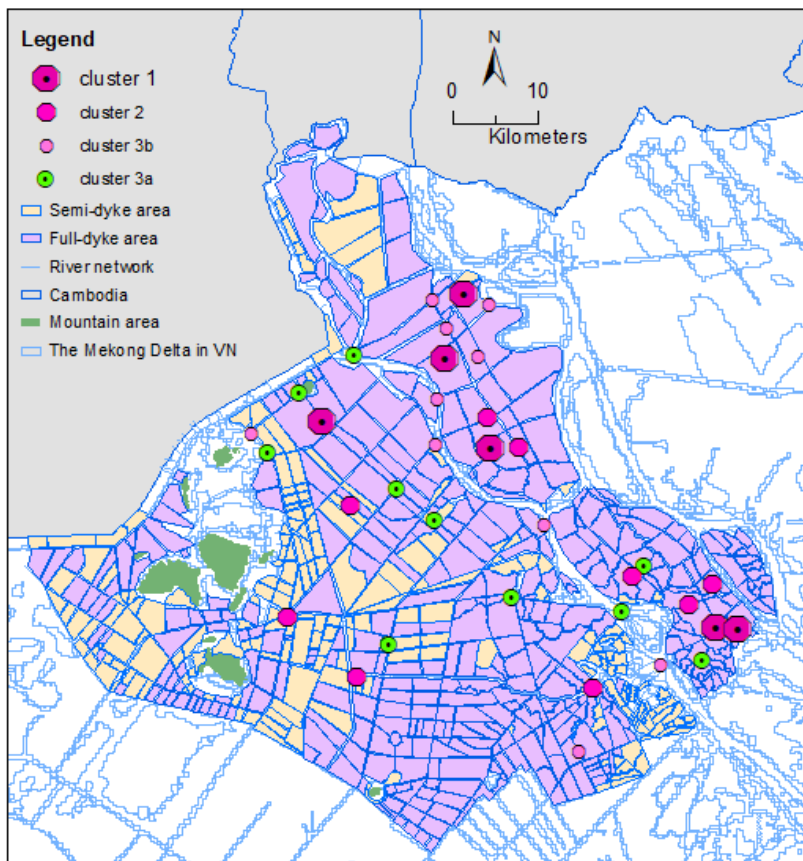 Legend
cluster 1
cluster 2
cluster 3b
cluster 3a
Semi-dyke area
Full-dyke area
River network
Cambodia
Mountain area
The Mekong Delta in VN
N
0 10
Kilometers